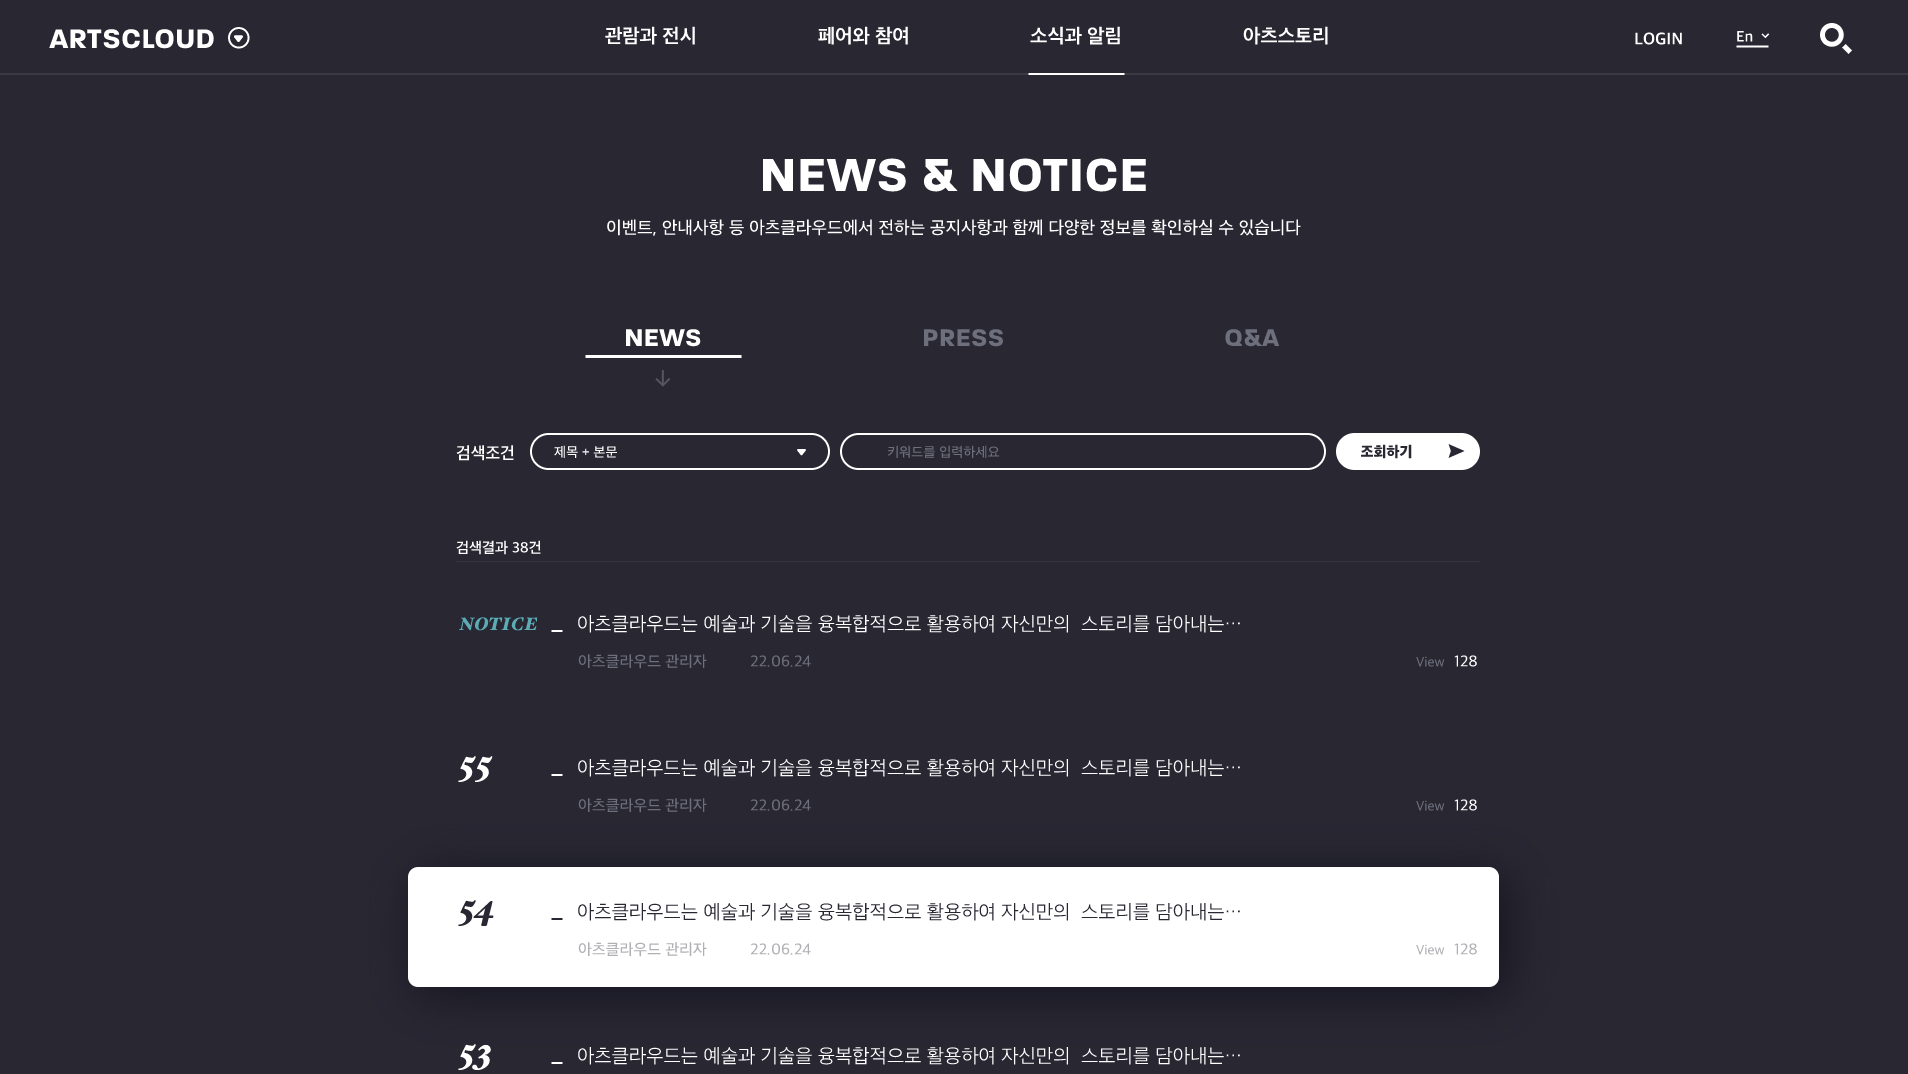 ARTSCLOUD
관람과 전시
페어와 참여
소식과 알림
아츠스토리
LOGIN
En
NEWS & NOTICE
이벤트, 안내사항 등 아츠클라우드에서 전하는 공지사항과 함께 다양한 정보를 확인하실 수 있습니다
NEWS
PRESS
Q&A
검색조건
제목 + 본문
키워드를 입력하세요
조회하기
검색결과 38건
NOTICE
아츠클라우드는 예술과 기술을 융복합적으로 활용하여 자신만의 스토리를 담아내는…
아츠클라우드 관리자 22.06.24
View 128
55
아츠클라우드는 예술과 기술을 융복합적으로 활용하여 자신만의 스토리를 담아내는…
아츠클라우드 관리자 22.06.24
View 128
54
아츠클라우드는 예술과 기술을 융복합적으로 활용하여 자신만의 스토리를 담아내는…
아츠클라우드 관리자 22.06.24
View 128
53
아츠클라우드는 예술과 기술을 융복합적으로 활용하여 자신만의 스토리를 담아내는…